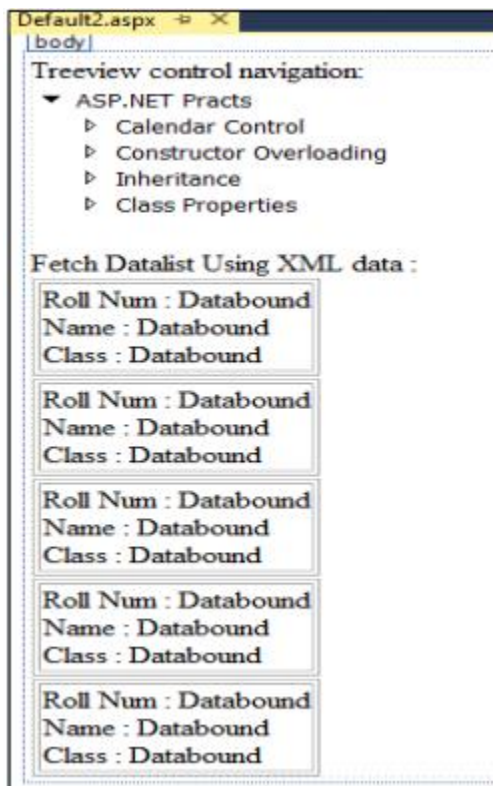 Default2.aspx
body
Treeview control navigation:
ASP.NET Practs
Calendar Control
Constructor Overloading
Inheritance
Class Properties
Fetch Datalist Using XML data :
Roll Num : Databound
Name : Databound
Class : Databound
Roll Num : Databound
Name : Databound
Class : Databound
Roll Num : Databound
Name : Databound
Class : Databound
Roll Num : Databound
Name : Databound
Class : Databound
Roll Num : Databound
Name : Databound
Class : Databound